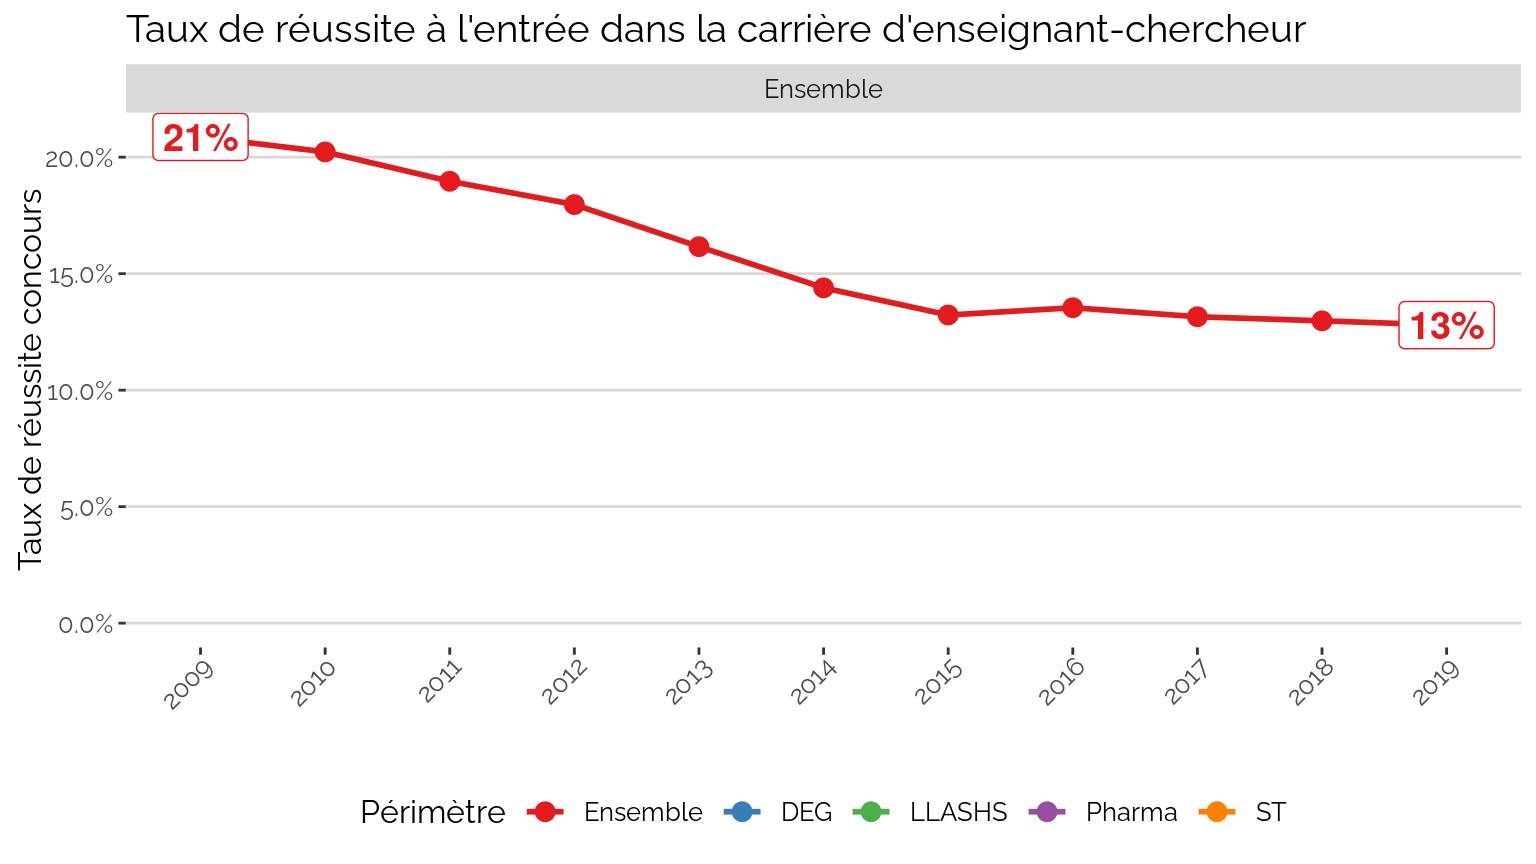 Taux de réussite à l'entrée dans la carrière d'enseignant-chercheur
Ensemble
Taux de réussite concours
20.0%
15.0%
10.0%
5.0%
0.0%
21%
13%
2009 2010 2011 2012 2013 2014 2015 2016 2017 2018 2019
Périmètre Ensemble DEG LLASHS Pharma ST